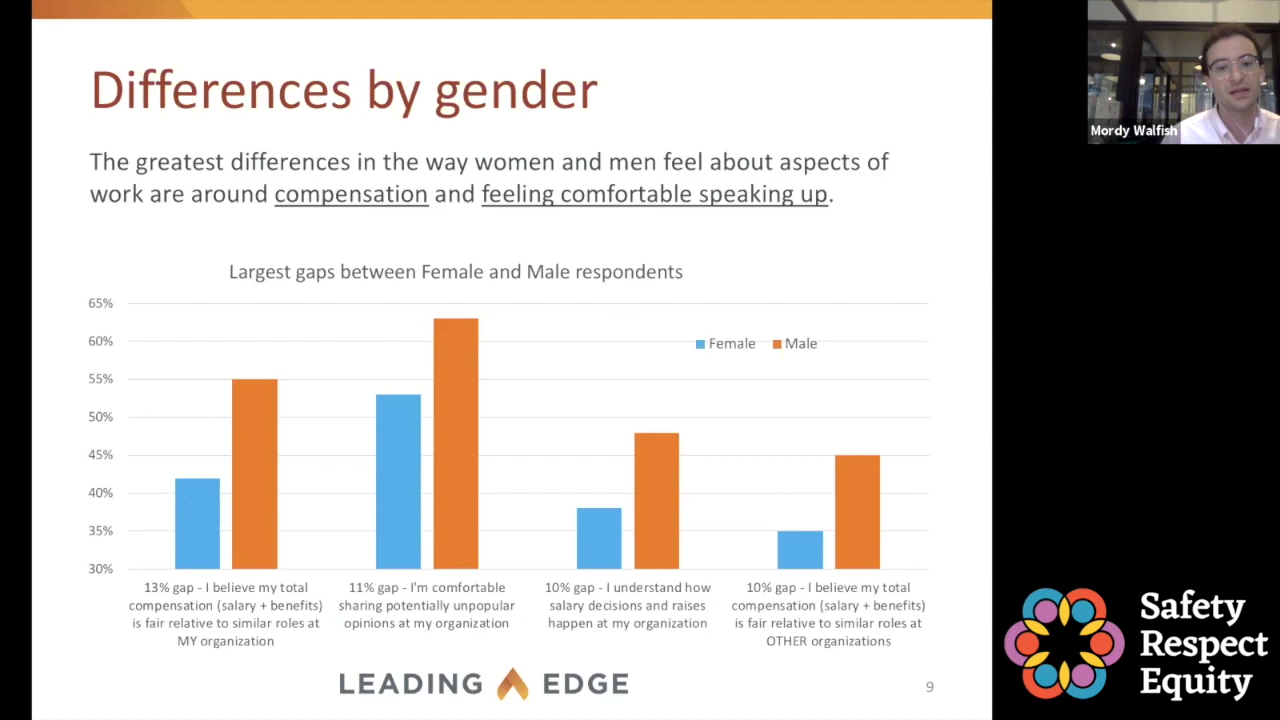 Differences by gender
The greatest differences in the way women and men feel about aspects of
work are around compensation and feeling comfortable speaking up.
Largest gaps between Female and Male respondents
65%
60%
55%
50%
45%
40%
35%
30%
Female
Male
13% gap - I believe my total
compensation (salary + benefits)
is fair relative to similar roles at
MY organization
11% gap - I'm comfortable
sharing potentially unpopular
opinions at my organization
10% gap - I understand how
salary decisions and raises
happen at my organization
10% gap - I believe my total
compensation (salary + benefits)
is fair relative to similar roles at
OTHER organizations
LEADING EDGE
9
Mordy Walfish
Safety
Respect
Equity